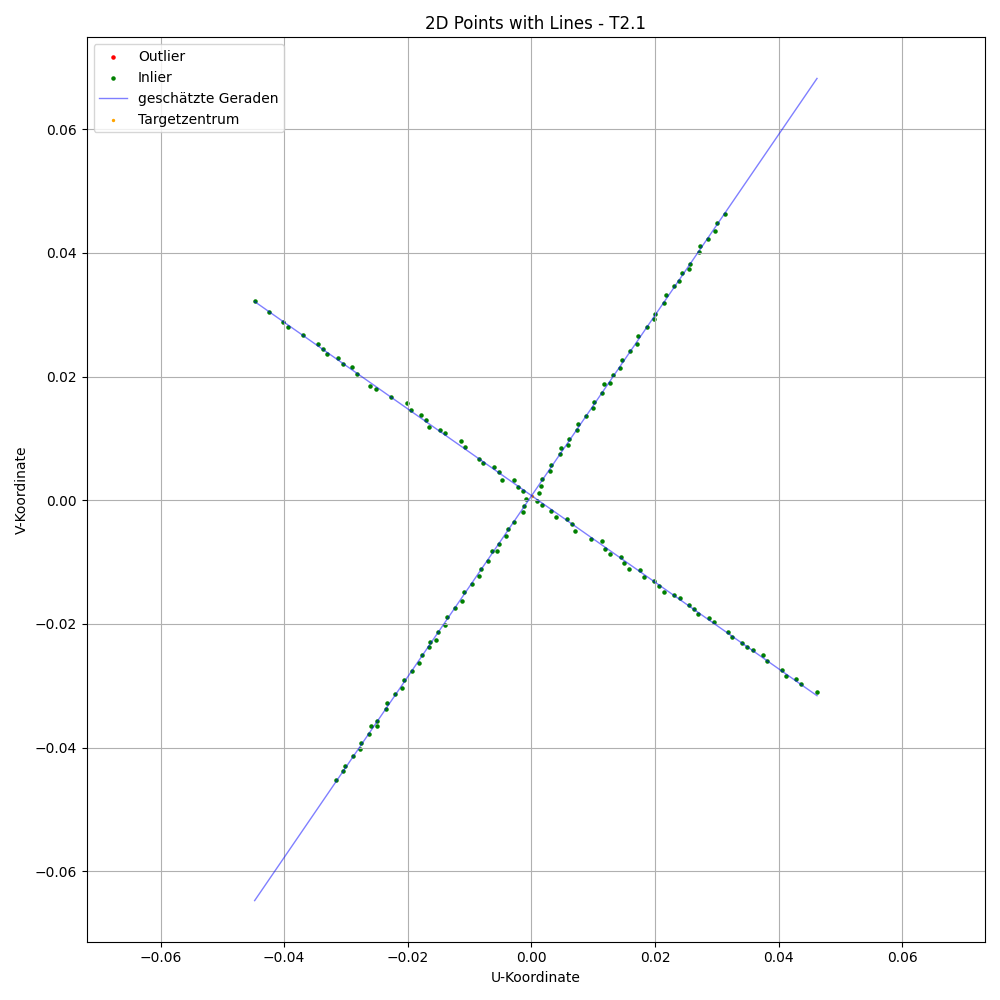 2D Points with Lines - T2.1
Outlier
Inlier
geschätzte Geraden
Targetzentrum
V-Koordinate
0.06
0.04
0.02
0.00
−0.02
−0.04
−0.06
−0.06
−0.04
−0.02
0.00
0.02
0.04
0.06
U-Koordinate